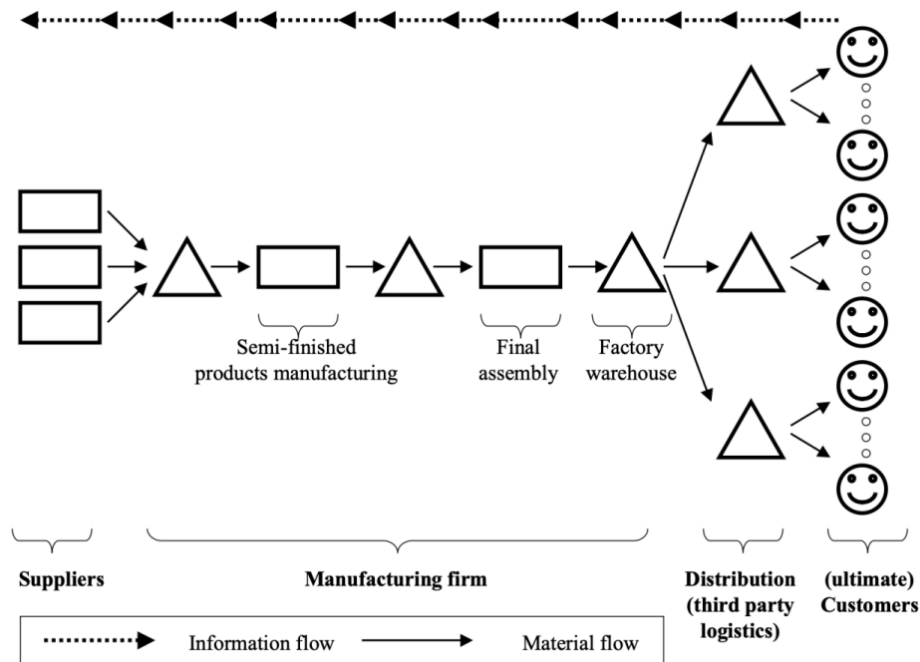 Semi-finished
products manufacturing
Final
assembly
Factory
warehouse
Suppliers
Manufacturing firm
Distribution
(third party
logistics)
(ultimate)
Customers
Information flow
Material flow